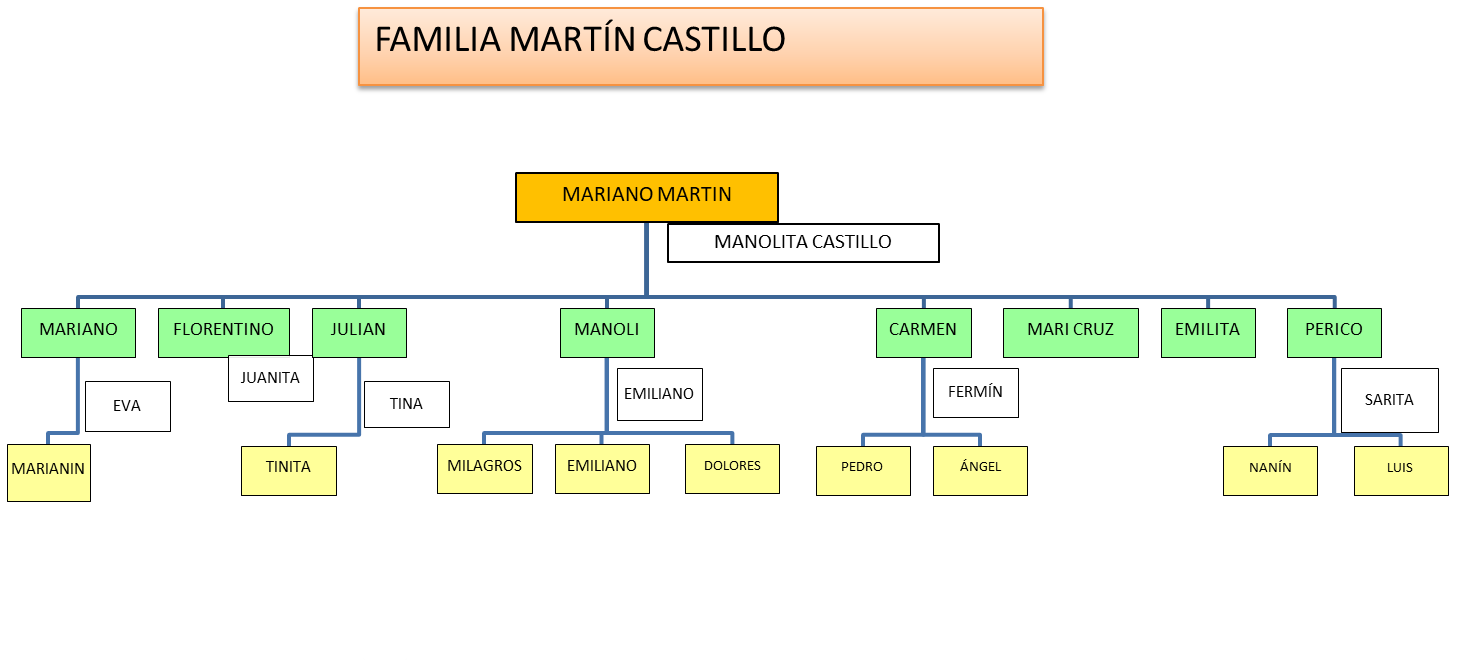 FAMILIA MARTÍN CASTILLO
MARIANO MARTIN
MANOLITA CASTILLO
MARIANO
FLORENTINO
JULIAN
MANOLI
CARMEN
MARI CRUZ
EMILITA
PERICO
EVA
JUANITA
TINA
EMILIANO
FERMÍN
SARITA
MARIANIN
TINITA
MILAGROS
EMILIANO
DOLORES
PEDRO
ÁNGEL
NANÍN
LUIS